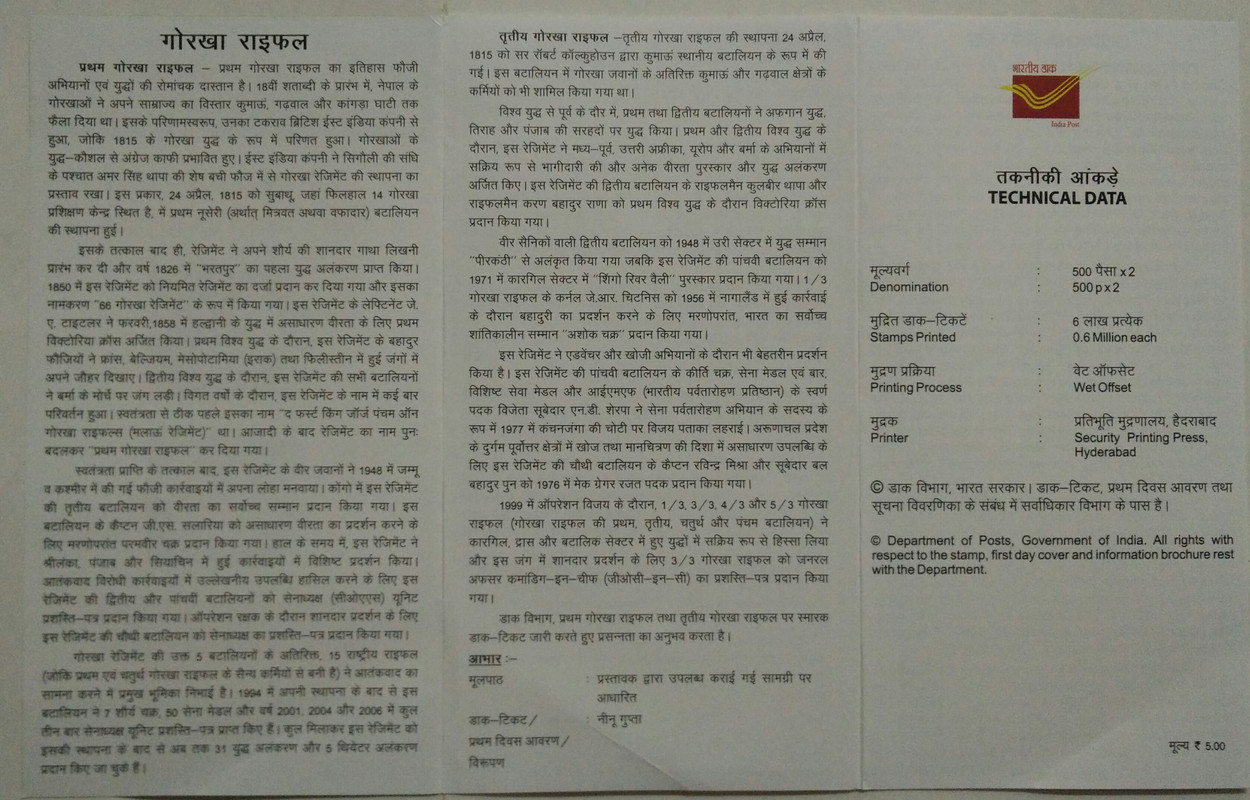 गोरखा राइफल
प्रथम गोरखा राइफल – प्रथम गोरखा राइफल का इतिहास फौजी
अभियानों एवं युद्धों की रोमांचक दास्तान है। 18वीं शताब्दी के प्रारंभ में, नेपाल के
गोरखाओं ने अपने साम्राज्य का विस्तार कुमाऊं, गढ़वाल और कांगड़ा घाटी तक
फैला दिया था। इसके परिणामस्वरूप, उनका टकराव ब्रिटिश ईस्ट इंडिया कंपनी से
हुआ, जोकि 1815 के गोरखा युद्ध के रूप में परिणत हुआ। गोरखाओं के
युद्ध–कौशल से अंग्रेज काफी प्रभावित हुए। ईस्ट इंडिया कंपनी ने सिगौली की संधि
के पश्चात अमर सिंह थापा की शेष बची फौज में से गोरखा रेजिमेंट की स्थापना का
प्रस्ताव रखा। इस प्रकार, 24 अप्रैल, 1815 को सुबाथू, जहां फिलहाल 14 गोरखा
प्रशिक्षण केन्द्र स्थित है, में प्रथम नूसेरी (अर्थात् मित्रवत अथवा वफादार) बटालियन
की स्थापना हुई।
इसके तत्काल बाद ही, रेजिमेंट ने अपने शौर्य की शानदार गाथा लिखनी
प्रारंभ कर दी और वर्ष 1826 में "भरतपुर" का पहला युद्ध अलंकरण प्राप्त किया।
1850 में इस रेजिमेंट को नियमित रेजिमेंट का दर्जा प्रदान कर दिया गया और इसका
नामकरण "66 गोरखा रेजिमेंट" के रूप में किया गया। इस रेजिमेंट के लेफ्टिनेंट जे.
ए. टाइटलर ने फरवरी,1858 में हल्द्वानी के युद्ध में असाधारण वीरता के लिए प्रथम
विक्टोरिया क्रॉस अर्जित किया। प्रथम विश्व युद्ध के दौरान, इस रेजिमेंट के बहादुर
फौजियों ने फ्रांस, बेल्जियम, मेसोपोटामिया (इराक) तथा फिलीस्तीन में हुई जंगों में
अपने जौहर दिखाए। द्वितीय विश्व युद्ध के दौरान, इस रेजिमेंट की सभी बटालियनों
ने बर्मा के मोर्चे पर जंग लड़ी। विगत वर्षों के दौरान, इस रेजिमेंट के नाम में कई बार
परिवर्तन हुआ। स्वतंत्रता से ठीक पहले इसका नाम "द फर्स्ट किंग जॉर्ज पंचम ऑन
गोरखा राइफल्स (मलाऊं रेजिमेंट)" था। आजादी के बाद रेजिमेंट का नाम पुनः
बदलकर "प्रथम गोरखा राइफल" कर दिया गया।
स्वतंत्रता प्राप्ति के तत्काल बाद, इस रेजिमेंट के वीर जवानों ने 1948 में जम्मू
व कश्मीर में की गई फौजी कार्रवाइयों में अपना लोहा मनवाया। कोंगो में इस रेजिमेंट
की तृतीय बटालियन को वीरता का सर्वोच्च सम्मान प्रदान किया गया। इस
बटालियन के कैप्टन जी.एस. सलारिया को असाधारण वीरता का प्रदर्शन करने के
लिए मरणोपरांत परमवीर चक्र प्रदान किया गया। हाल के समय में, इस रेजिमेंट ने
श्रीलंका, पंजाब और सियाचिन में हुई कार्रवाइयों में विशिष्ट प्रदर्शन किया।
आतंकवाद विरोधी कार्रवाइयों में उल्लेखनीय उपलब्धि हासिल करने के लिए इस
रेजिमेंट की द्वितीय और पांचवीं बटालियनों को सेनाध्यक्ष (सीओएएस) यूनिट
प्रशस्ति–पत्र प्रदान किया गया। ऑपरेशन रक्षक के दौरान शानदार प्रदर्शन के लिए
इस रेजिमेंट की चौथी बटालियन को सेनाध्यक्ष का प्रशस्ति–पत्र प्रदान किया गया।
गोरखा रेजिमेंट की उक्त 5 बटालियनों के अतिरिक्त, 15 राष्ट्रीय राइफल
(जोकि प्रथम एवं चतुर्थ गोरखा राइफल के सैन्य कर्मियों से बनी हैं) ने आतंकवाद का
सामना करने में प्रमुख भूमिका निभाई है। 1994 में अपनी स्थापना के बाद से इस
बटालियन ने 7 शौर्य चक्र, 50 सेना मेडल और वर्ष 2001, 2004 और 2006 में कुल
तीन बार सेनाध्यक्ष यूनिट प्रशस्ति–पत्र प्राप्त किए हैं। कुल मिलाकर इस रेजिमेंट को
इसकी स्थापना के बाद से अब तक 31 युद्ध अलंकरण और 5 थियेटर अलंकरण
प्रदान किए जा चुके हैं।
तृतीय गोरखा राइफल –तृतीय गोरखा राइफल की स्थापना 24 अप्रैल,
1815 को सर रॉबर्ट कॉल्कुहोउन द्वारा कुमाऊं स्थानीय बटालियन के रूप में की
गई। इस बटालियन में गोरखा जवानों के अतिरिक्त कुमाऊं और गढ़वाल क्षेत्रों के
कर्मियों को भी शामिल किया गया था।
विश्व युद्ध से पूर्व के दौर में, प्रथम तथा द्वितीय बटालियनों ने अफगान युद्ध,
तिराह और पंजाब की सरहदों पर युद्ध किया। प्रथम और द्वितीय विश्व युद्ध के
दौरान, इस रेजिमेंट ने मध्य–पूर्व, उत्तरी अफ्रीका, यूरोप और बर्मा के अभियानों में
सक्रिय रूप से भागीदारी की और अनेक वीरता पुरस्कार और युद्ध अलंकरण
अर्जित किए। इस रेजिमेंट की द्वितीय बटालियन के राइफलमैन कुलबीर थापा और
राइफलमैन करण बहादुर राणा को प्रथम विश्व युद्ध के दौरान विक्टोरिया क्रॉस
प्रदान किया गया।
वीर सैनिकों वाली द्वितीय बटालियन को 1948 में उरी सेक्टर में युद्ध सम्मान
"पीरकंठी" से अलंकृत किया गया जबकि इस रेजिमेंट की पांचवी बटालियन को
1971 में कारगिल सेक्टर में "शिंगो रिवर वैली" पुरस्कार प्रदान किया गया। 1/3
गोरखा राइफल के कर्नल जे.आर. चिटनिस को 1956 में नागालैंड में हुई कार्रवाई
के दौरान बहादुरी का प्रदर्शन करने के लिए मरणोपरांत, भारत का सर्वोच्च
शांतिकालीन सम्मान "अशोक चक्र" प्रदान किया गया।
इस रेजिमेंट ने एडवेंचर और खोजी अभियानों के दौरान भी बेहतरीन प्रदर्शन
किया है। इस रेजिमेंट की पांचवी बटालियन के कीर्ति चक्र, सेना मेडल एवं बार,
विशिष्ट सेवा मेडल और आईएमएफ (भारतीय पर्वतारोहण प्रतिष्ठान) के स्वर्ण
पदक विजेता सूबेदार एन.डी. शेरपा ने सेना पर्वतारोहण अभियान के सदस्य के
रूप में 1977 में कंचनजंगा की चोटी पर विजय पताका लहराई। अरूणाचल प्रदेश
के दुर्गम पूर्वोत्तर क्षेत्रों में खोज तथा मानचित्रण की दिशा में असाधारण उपलब्धि के
लिए इस रेजिमेंट की चौथी बटालियन के कैप्टन रविन्द्र मिश्रा और सूबेदार बल
बहादुर पुन को 1976 में मेक ग्रेगर रजत पदक प्रदान किया गया।
1999 में ऑपरेशन विजय के दौरान, 1/3, 3/3, 4/3 और 5/3 गोरखा
राइफल (गोरखा राइफल की प्रथम, तृतीय, चतुर्थ और पंचम बटालियन) ने
कारगिल, द्रास और बटालिक सेक्टर में हुए युद्धों में सक्रिय रूप से हिस्सा लिया
और इस जंग में शानदार प्रदर्शन के लिए 3/3 गोरखा राइफल को जनरल
अफसर कमांडिग–इन–चीफ (जीओसी–इन–सी) का प्रशस्ति–पत्र प्रदान किया
गया।
डाक विभाग, प्रथम गोरखा राइफल तथा तृतीय गोरखा राइफल पर स्मारक
डाक–टिकट जारी करते हुए प्रसन्नता का अनुभव करता है।
आभार :–
मूलपाठ : प्रस्तावक द्वारा उपलब्ध कराई गई सामग्री पर
आधारित
डाक–टिकट/ : नीनू गुप्ता
प्रथम दिवस आवरण/
विरूपण
भारतीय डाक
India Post
तकनीकी आंकड़े
TECHNICAL DATA
मूल्यवर्ग : 500 पैसा x 2
Denomination : 500 p x 2
मुद्रित डाक–टिकटें : 6 लाख प्रत्येक
Stamps Printed : 0.6 Million each
मुद्रण प्रक्रिया : वेट ऑफसेट
Printing Process : Wet Offset
मुद्रक : प्रतिभूति मुद्रणालय, हैदराबाद
Printer : Security Printing Press,
Hyderabad
© डाक विभाग, भारत सरकार। डाक–टिकट, प्रथम दिवस आवरण तथा
सूचना विवरणिका के संबंध में सर्वाधिकार विभाग के पास है।
© Department of Posts, Government of India. All rights with
respect to the stamp, first day cover and information brochure rest
with the Department.
मूल्य ₹ 5.00